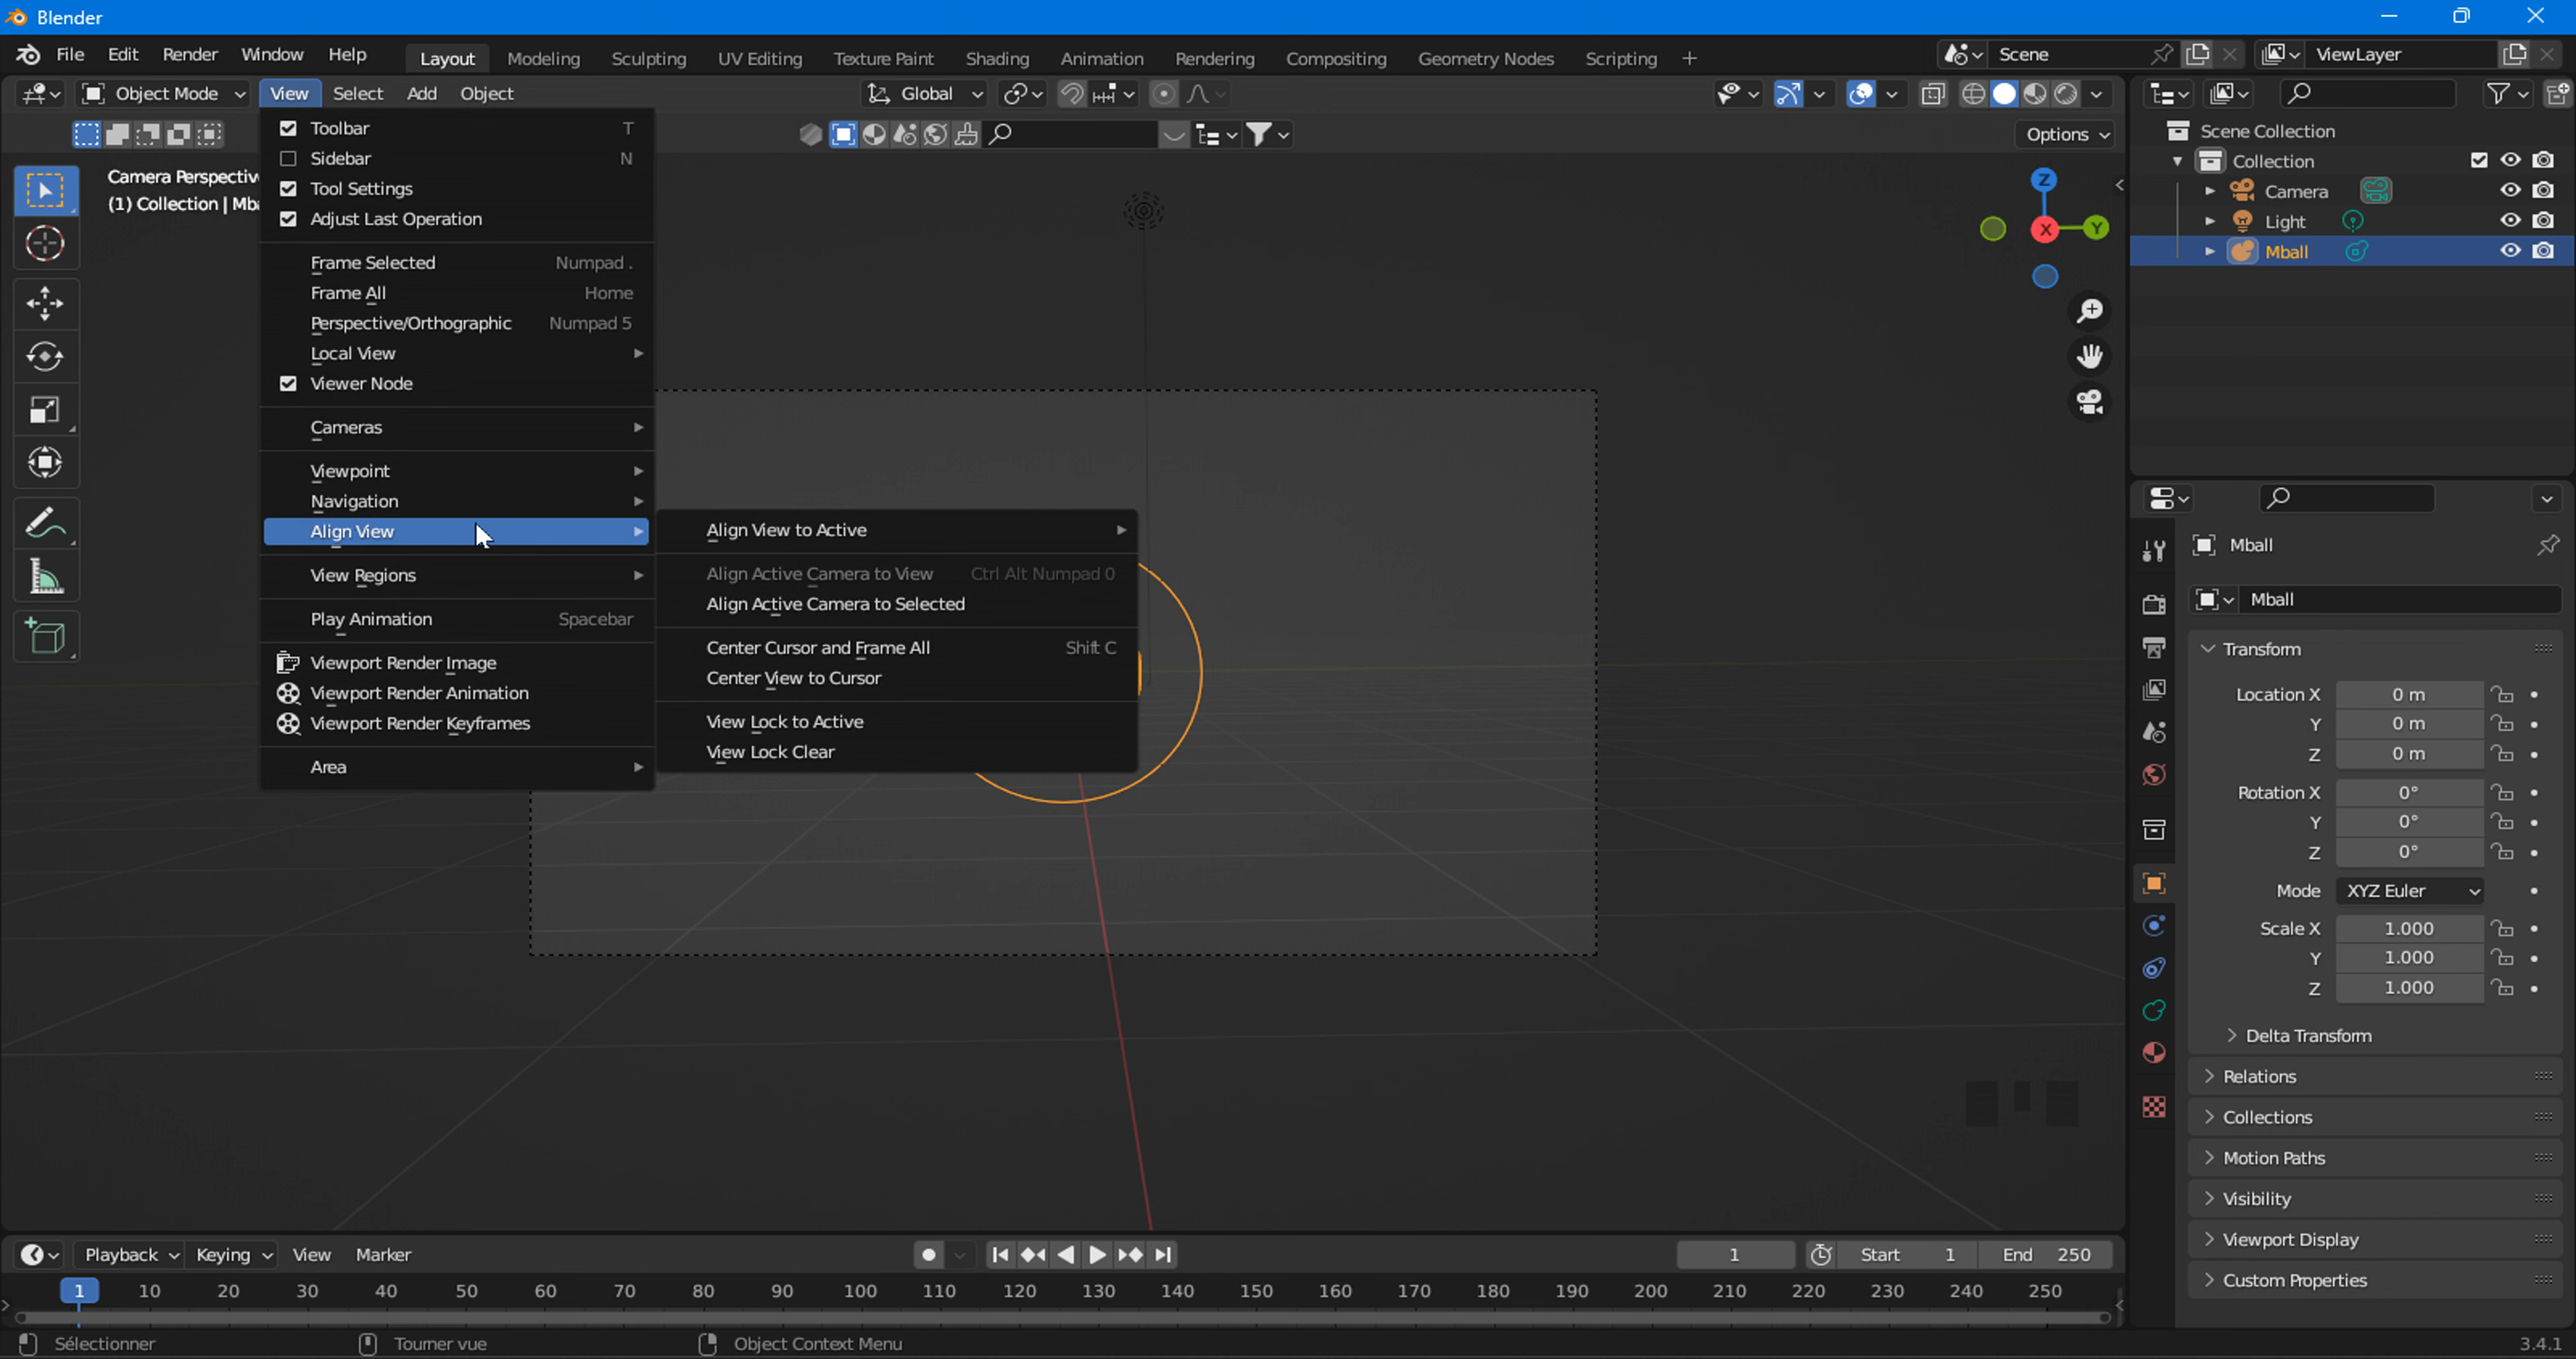 Blender
File Edit Render Window Help Layout Modeling Sculpting UV Editing Texture Paint Shading Animation Rendering Compositing Geometry Nodes Scripting + Scene ViewLayer
Object Mode View Select Add Object Global
Options
Camera Perspectiv
(1) Collection | Mba
Toolbar T
Sidebar N
Tool Settings
Adjust Last Operation
Frame Selected Numpad .
Frame All Home
Perspective/Orthographic Numpad 5
Local View
Viewer Node
Cameras
Viewpoint
Navigation
Align View
View Regions
Play Animation Spacebar
Viewport Render Image
Viewport Render Animation
Viewport Render Keyframes
Area
Align View to Active
Align Active Camera to View Ctrl Alt Numpad 0
Align Active Camera to Selected
Center Cursor and Frame All Shift C
Center View to Cursor
View Lock to Active
View Lock Clear
Z
X Y
Scene Collection
Collection
Camera
Light
Mball
Mball
Mball
Transform
Location X 0 m
Y 0 m
Z 0 m
Rotation X 0°
Y 0°
Z 0°
Mode XYZ Euler
Scale X 1.000
Y 1.000
Z 1.000
Delta Transform
Relations
Collections
Motion Paths
Visibility
Viewport Display
Custom Properties
Playback Keying View Marker 1 Start 1 End 250
1 10 20 30 40 50 60 70 80 90 100 110 120 130 140 150 160 170 180 190 200 210 220 230 240 250
Sélectionner Tourner vue Object Context Menu 3.4.1